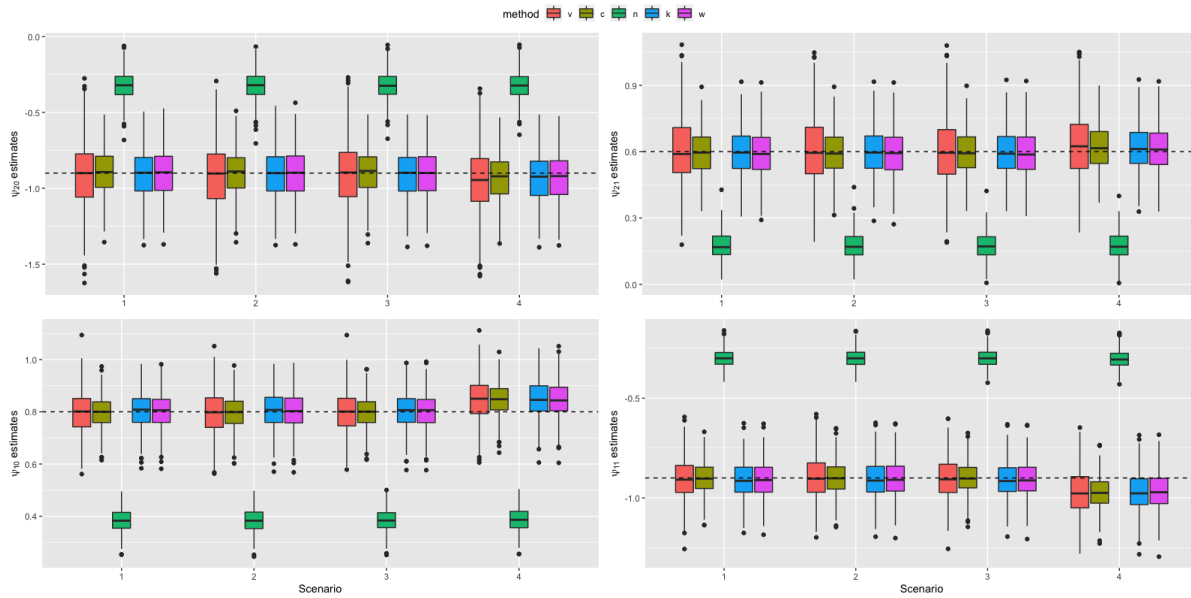 method v c n k w
0.0
-0.5
-1.0
-1.5
ψ20 estimates
1 2 3 4
0.9
0.6
0.3
0.0
ψ21 estimates
1 2 3 4
1.0
0.8
0.6
0.4
ψ10 estimates
1 2 3 4
Scenario
-0.5
-1.0
ψ11 estimates
1 2 3 4
Scenario